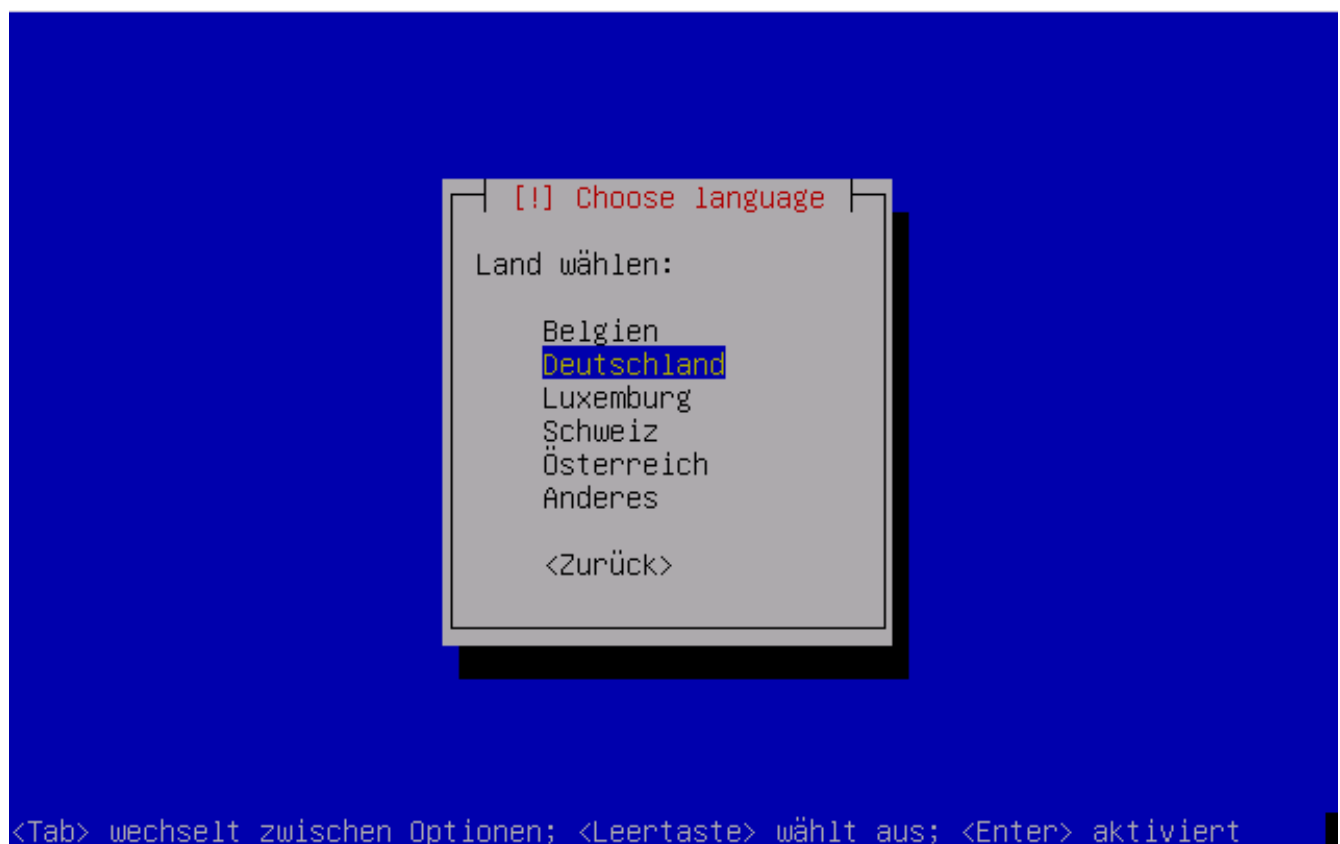 [!] Choose language
Land wählen:
Belgien
Deutschland
Luxemburg
Schweiz
Österreich
Anderes
<Zurück>
<Tab> wechselt zwischen Optionen; <Leertaste> wählt aus; <Enter> aktiviert